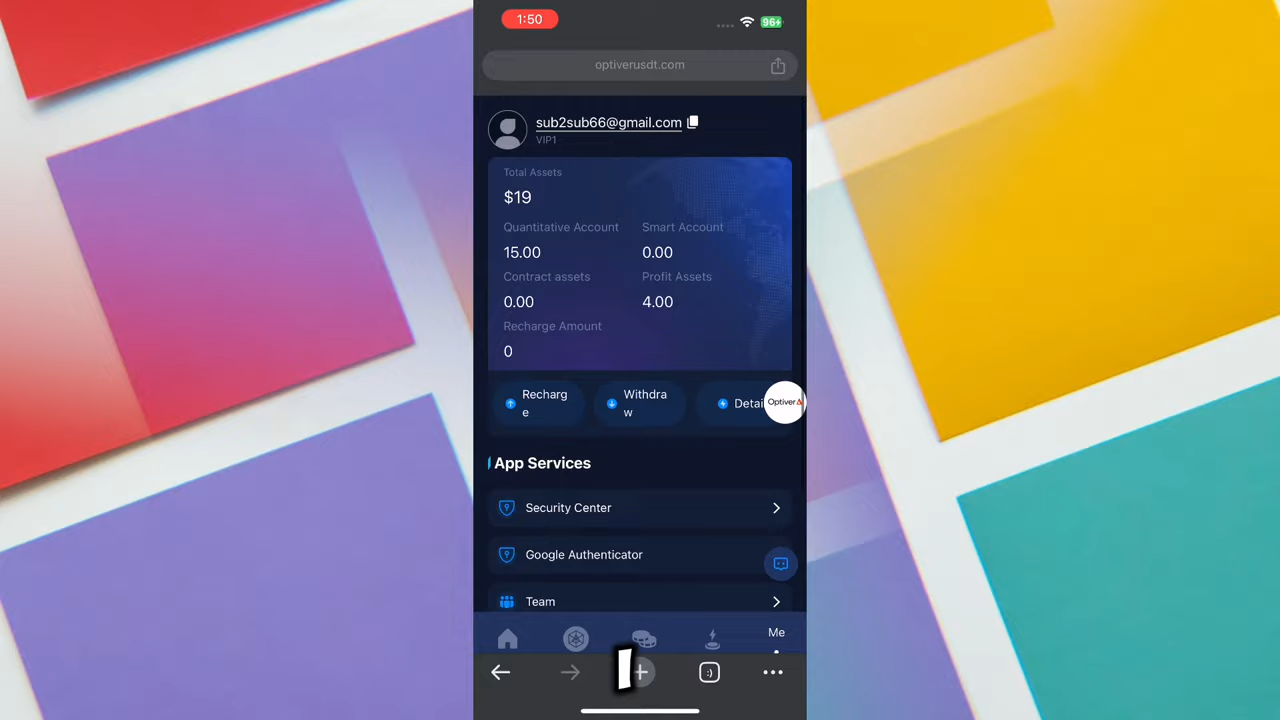 1:50
96+
optiverusdt.com
sub2sub66@gmail.com
VIP1
Total Assets
$19
Quantitative Account
Smart Account
15.00
0.00
Contract assets
Profit Assets
0.00
4.00
Recharge Amount
0
Recharg
e
Withdra
w
Detai
Optiver
App Services
Security Center
Google Authenticator
Team
Me
I
:)